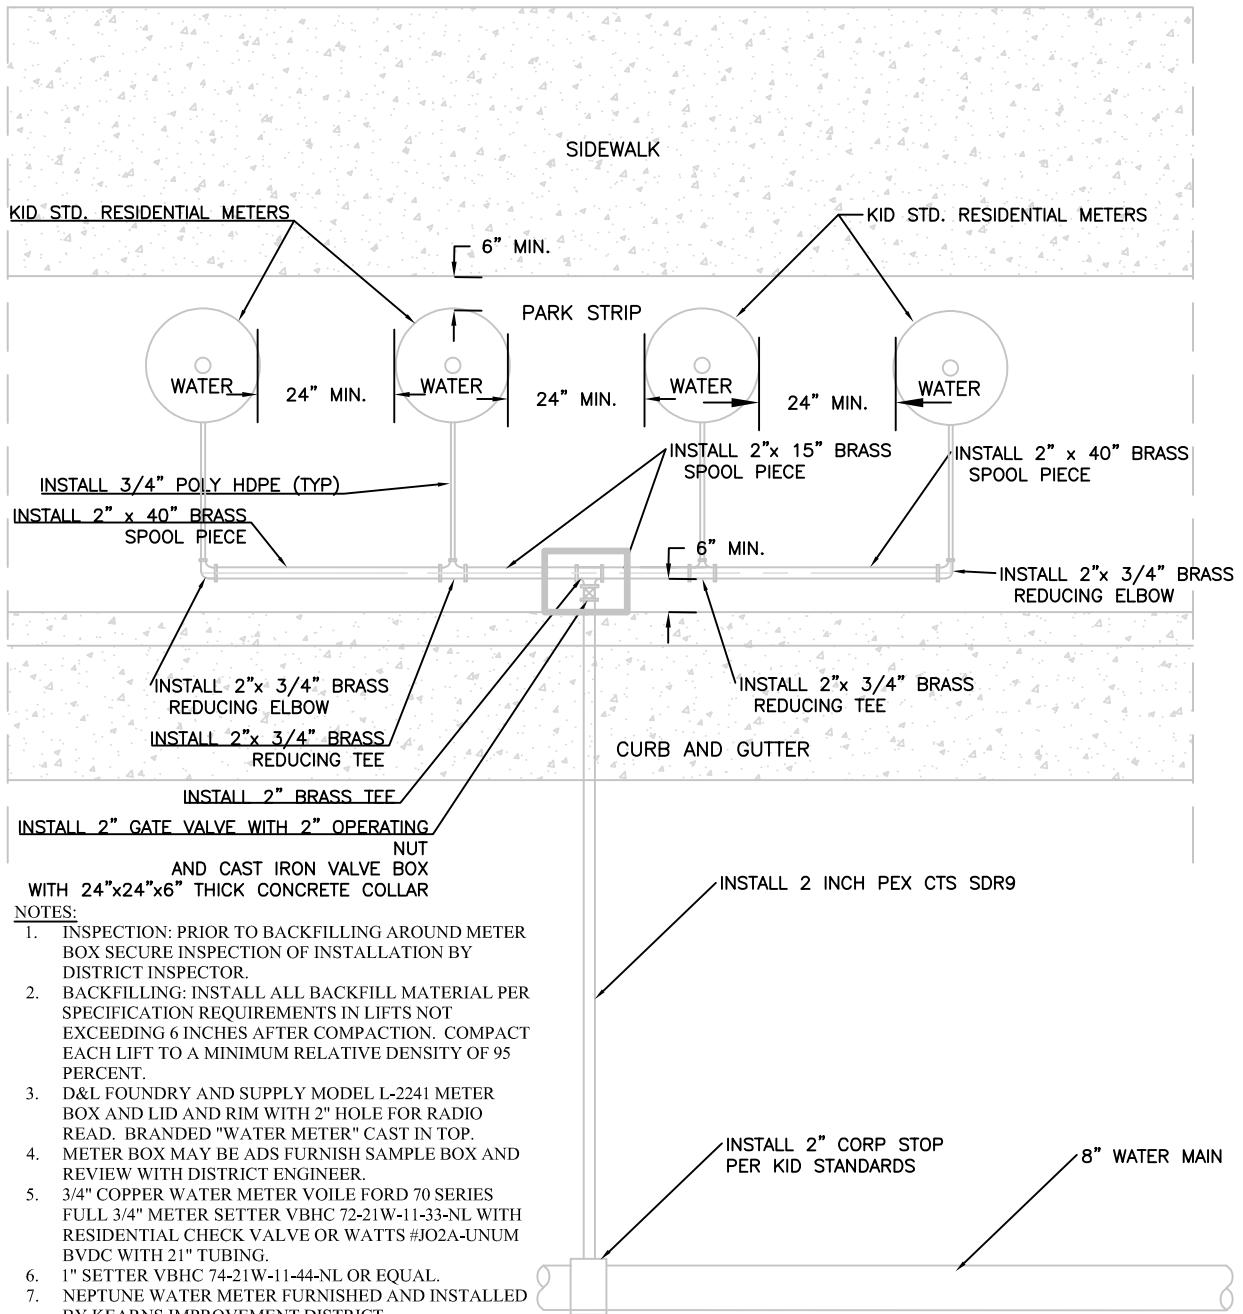 SIDEWALK
KID STD. RESIDENTIAL METERS
KID STD. RESIDENTIAL METERS
6" MIN.
PARK STRIP
WATER
24" MIN.
WATER
24" MIN.
WATER
24" MIN.
WATER
INSTALL 2"x 15" BRASS
SPOOL PIECE
INSTALL 2" x 40" BRASS
SPOOL PIECE
INSTALL 3/4" POLY HDPE (TYP)
INSTALL 2" x 40" BRASS
SPOOL PIECE
6" MIN.
INSTALL 2"x 3/4" BRASS
REDUCING ELBOW
INSTALL 2"x 3/4" BRASS
REDUCING ELBOW
INSTALL 2"x 3/4" BRASS
REDUCING TEE
INSTALL 2"x 3/4" BRASS
REDUCING TEE
CURB AND GUTTER
INSTALL 2" BRASS TEE
INSTALL 2" GATE VALVE WITH 2" OPERATING
NUT
AND CAST IRON VALVE BOX
WITH 24"x24"x6" THICK CONCRETE COLLAR
INSTALL 2 INCH PEX CTS SDR9
NOTES:
1. INSPECTION: PRIOR TO BACKFILLING AROUND METER
BOX SECURE INSPECTION OF INSTALLATION BY
DISTRICT INSPECTOR.
2. BACKFILLING: INSTALL ALL BACKFILL MATERIAL PER
SPECIFICATION REQUIREMENTS IN LIFTS NOT
EXCEEDING 6 INCHES AFTER COMPACTION. COMPACT
EACH LIFT TO A MINIMUM RELATIVE DENSITY OF 95
PERCENT.
3. D&L FOUNDRY AND SUPPLY MODEL L-2241 METER
BOX AND LID AND RIM WITH 2" HOLE FOR RADIO
READ. BRANDED "WATER METER" CAST IN TOP.
4. METER BOX MAY BE ADS FURNISH SAMPLE BOX AND
REVIEW WITH DISTRICT ENGINEER.
5. 3/4" COPPER WATER METER VOILE FORD 70 SERIES
FULL 3/4" METER SETTER VBHC 72-21W-11-33-NL WITH
RESIDENTIAL CHECK VALVE OR WATTS #JO2A-UNUM
BVDC WITH 21" TUBING.
6. 1" SETTER VBHC 74-21W-11-44-NL OR EQUAL.
7. NEPTUNE WATER METER FURNISHED AND INSTALLED
BY KEARNS IMPROVEMENT DISTRICT
INSTALL 2" CORP STOP
PER KID STANDARDS
8" WATER MAIN